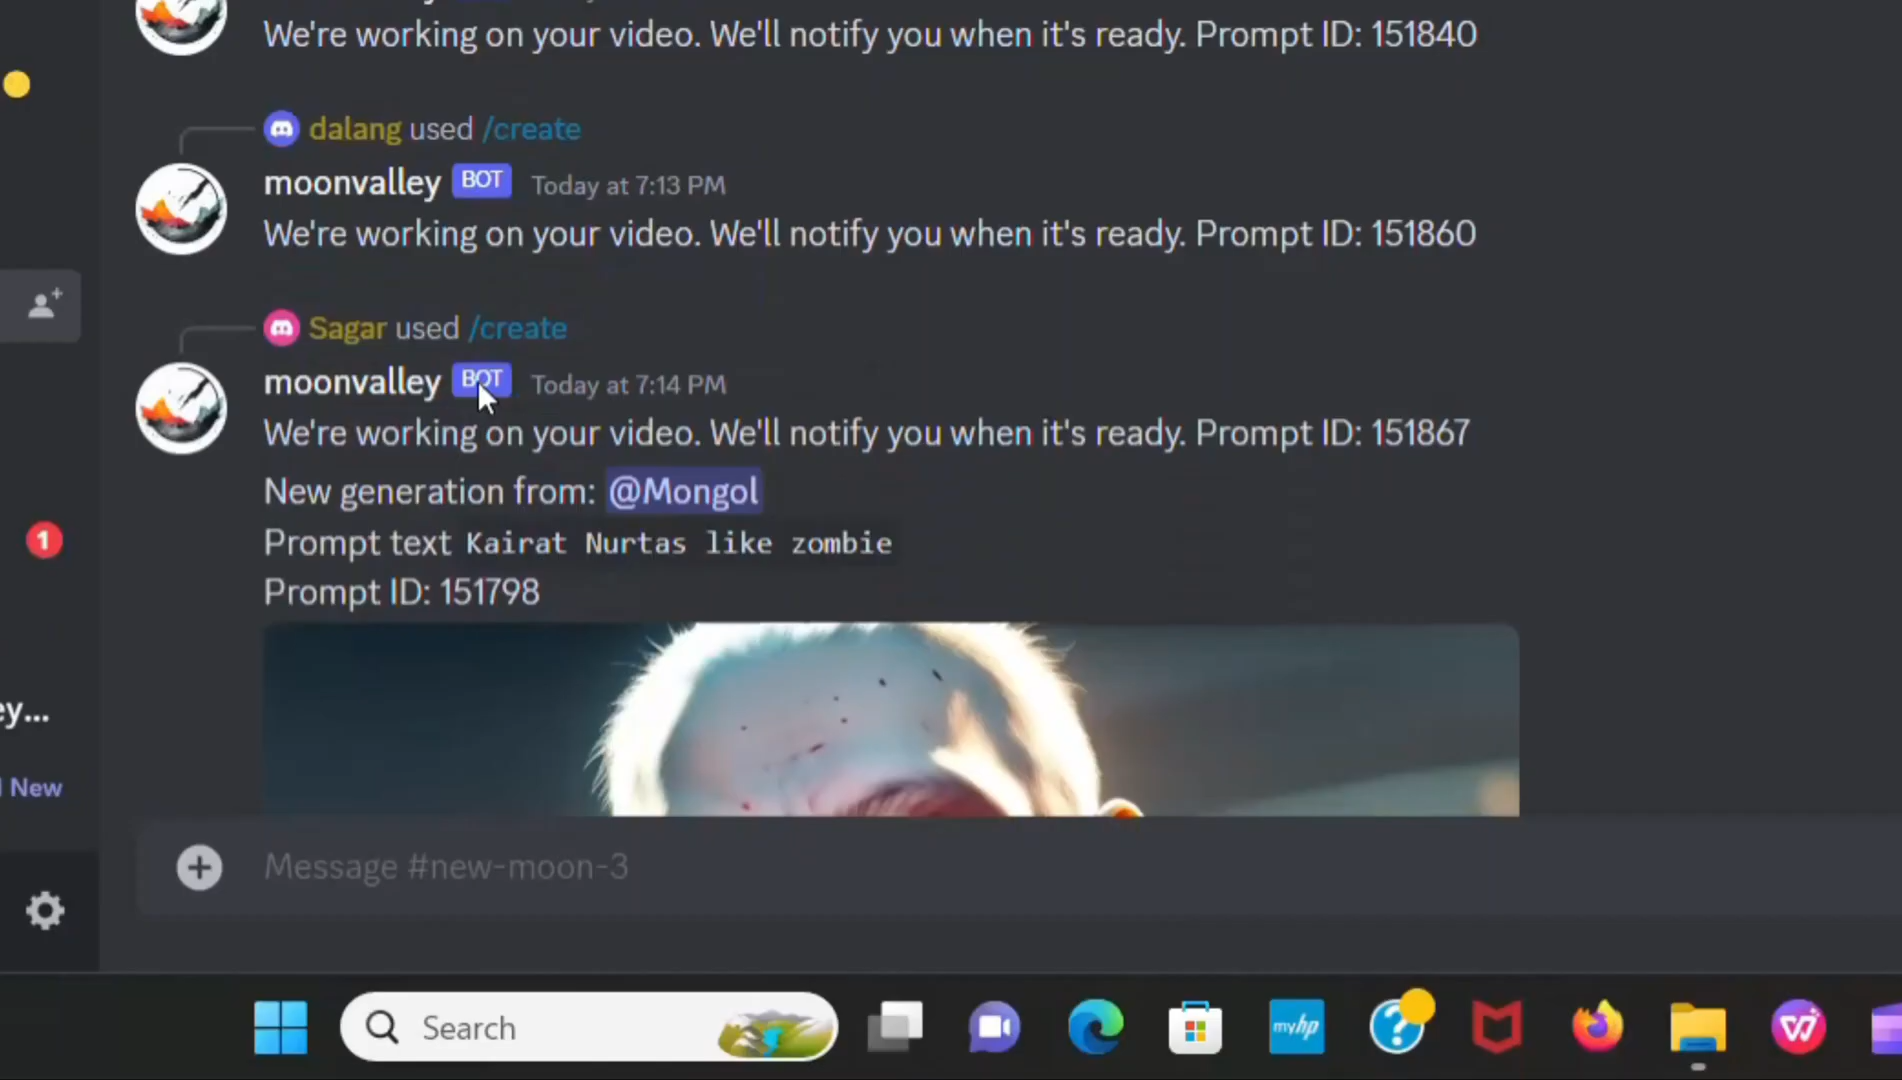 We're working on your video. We'll notify you when it's ready. Prompt ID: 151840
dalang used /create
moonvalley BOT Today at 7:13 PM
We're working on your video. We'll notify you when it's ready. Prompt ID: 151860
Sagar used /create
moonvalley BOT Today at 7:14 PM
We're working on your video. We'll notify you when it's ready. Prompt ID: 151867
New generation from: @Mongol
Prompt text Kairat Nurtas like zombie
Prompt ID: 151798
1
ey...
New
Message #new-moon-3
Search
myhp